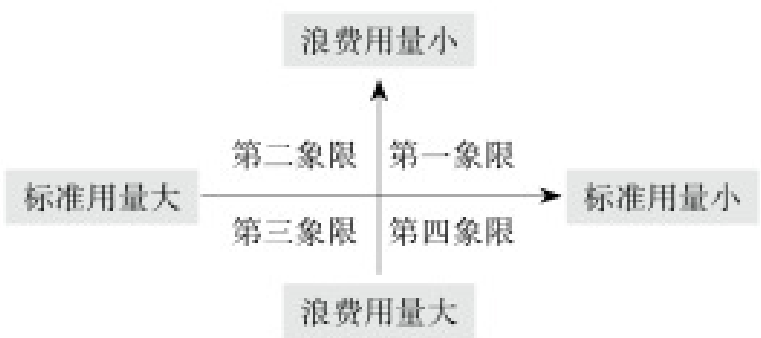 浪费用量小
第二象限 第一象限
标准用量大 标准用量小
第三象限 第四象限
浪费用量大